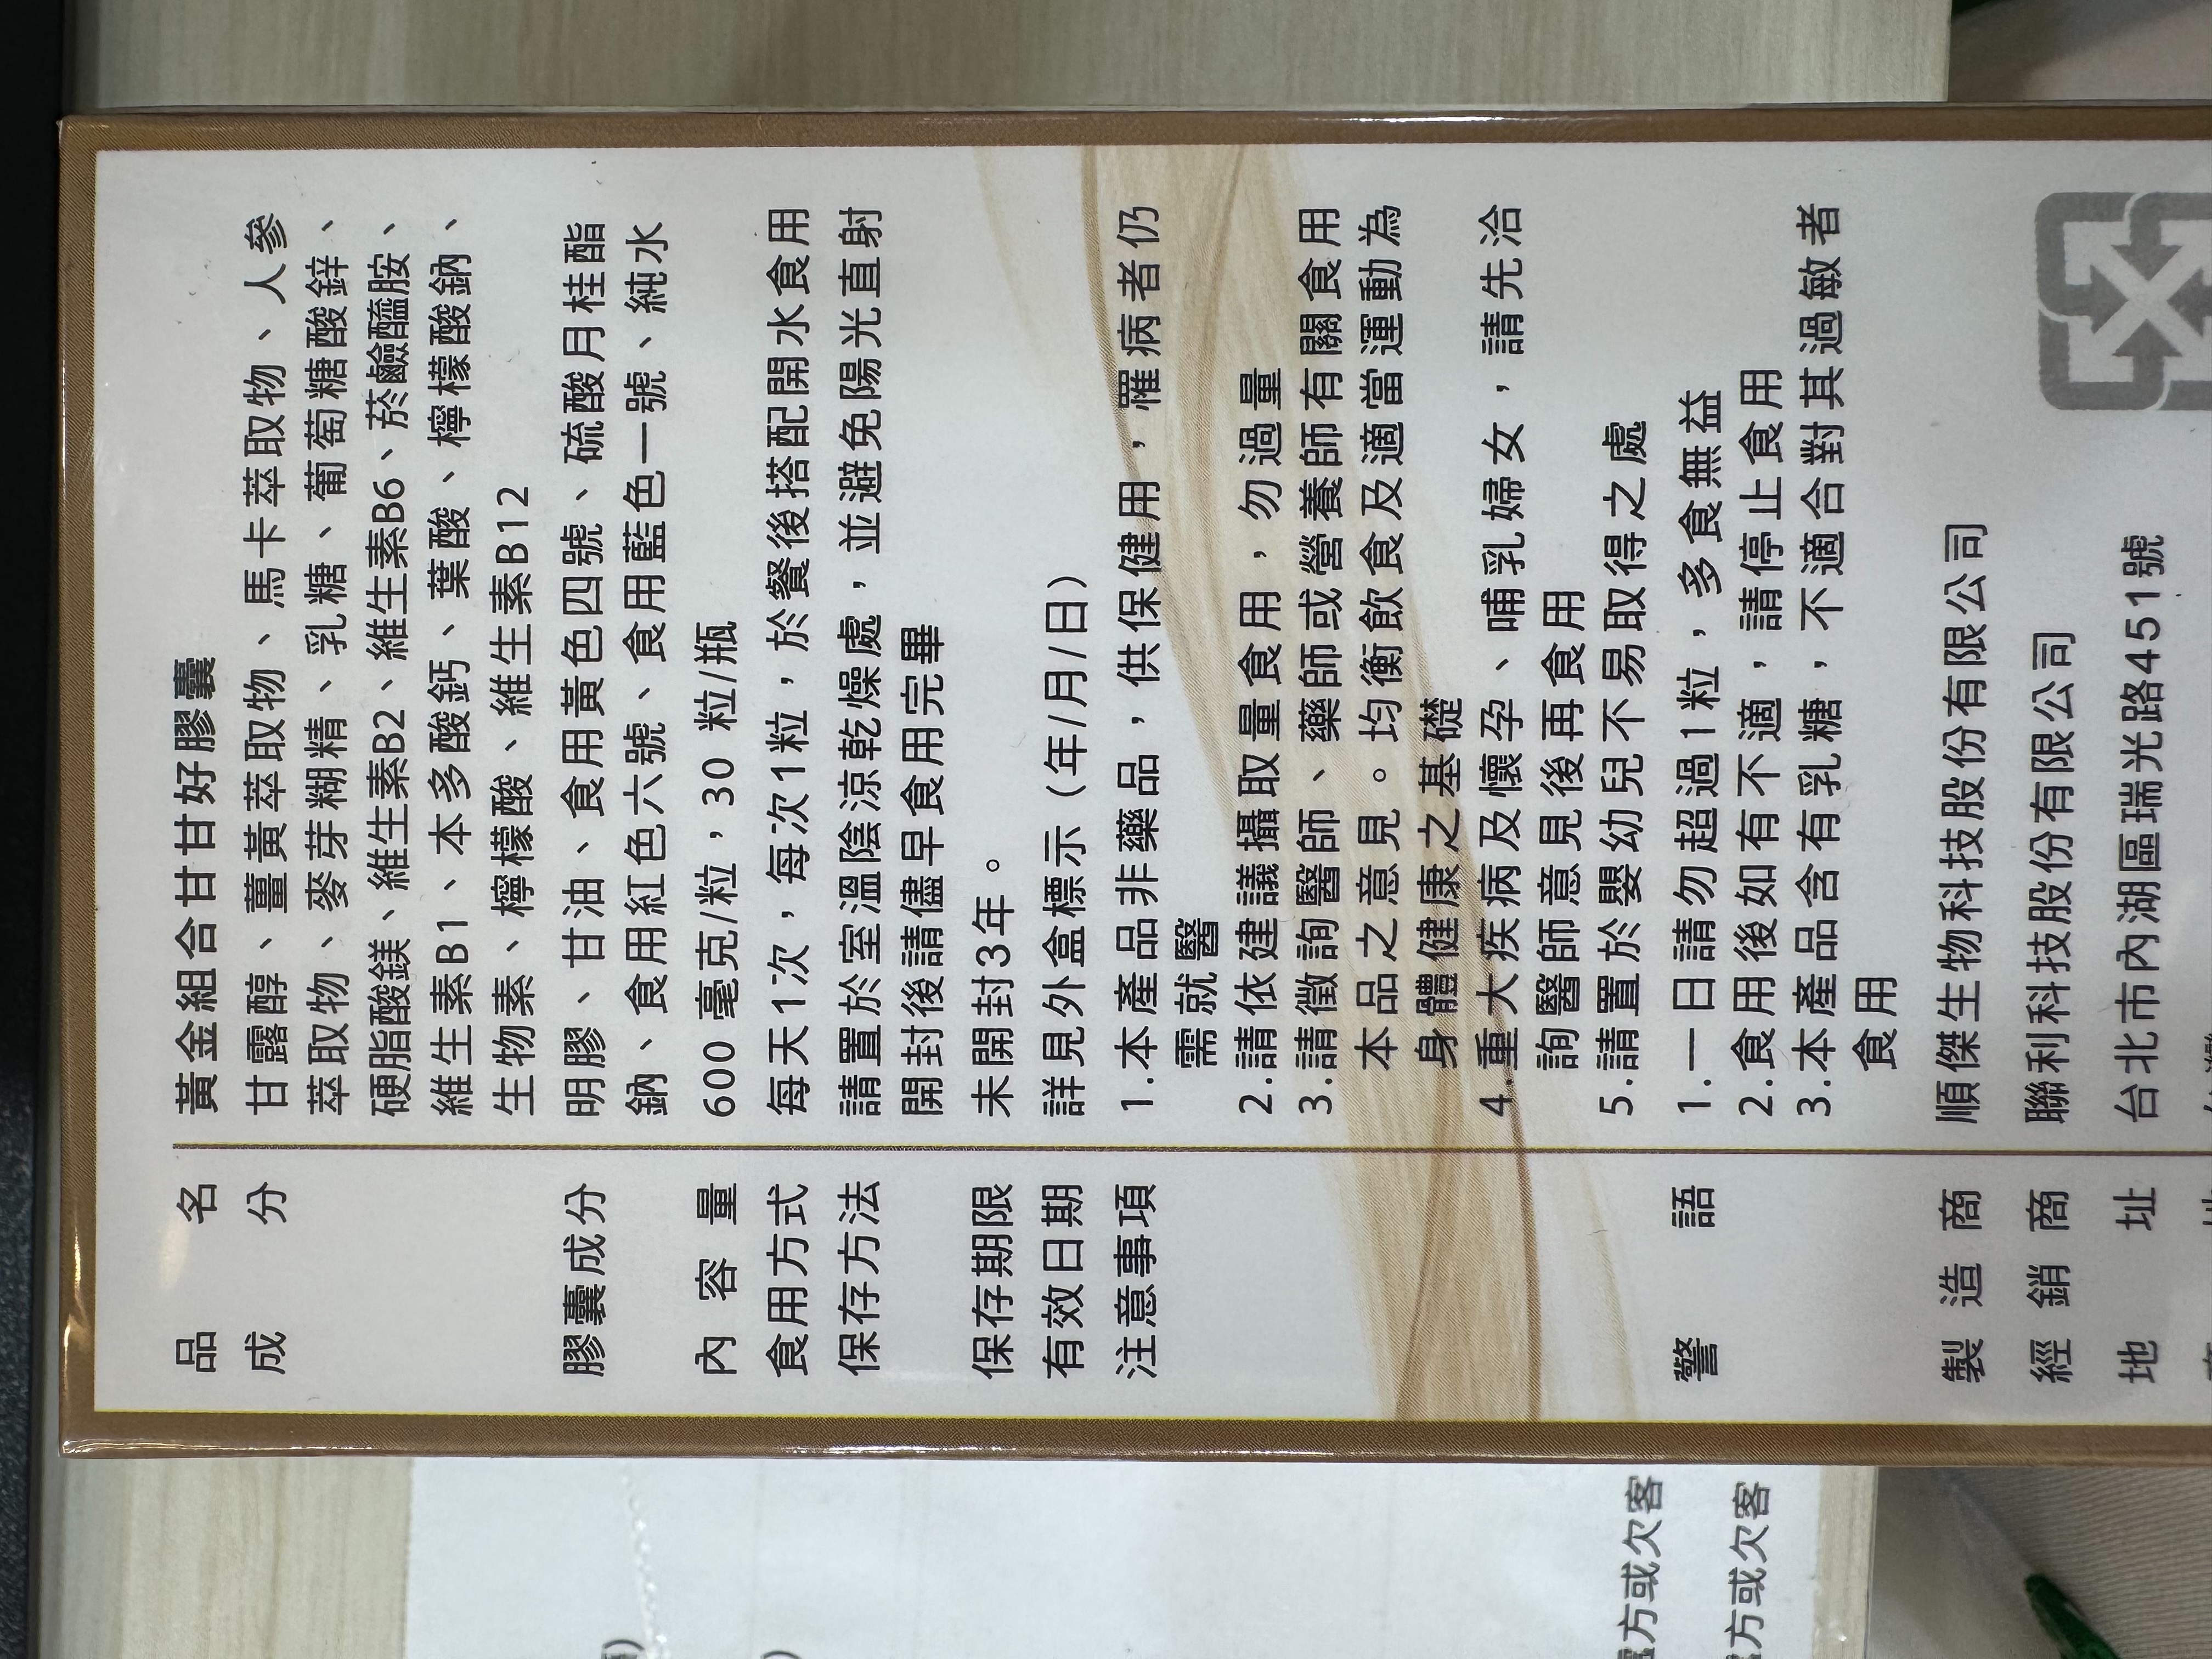 品名 黃金組合甘甘好膠囊
成分 甘露醇、薑黃萃取物、馬卡萃取物、人參
萃取物、麥芽糊精、乳糖、葡萄糖酸鋅、
硬脂酸鎂、維生素B2、維生素B6、菸鹼醯胺、
維生素B1、本多酸鈣、葉酸、檸檬酸鈉、
生物素、檸檬酸、維生素B12
膠囊成分 明膠、甘油、食用黃色四號、硫酸月桂酯
鈉、食用紅色六號、食用藍色一號、純水
內容量 600 毫克/粒，30 粒/瓶
食用方式 每天1次，每次1粒，於餐後搭配開水食用
保存方法 請置於室溫陰涼乾燥處，並避免陽光直射
開封後請儘早食用完畢
保存期限 未開封3年。
有效日期 詳見外盒標示（年/月/日）
注意事項 1.本產品非藥品，供保健用，罹病者仍
需就醫
2.請依建議攝取量食用，勿過量
3.請徵詢醫師、藥師或營養師有關食用
本品之意見。均衡飲食及適當運動為
身體健康之基礎
4.重大疾病及懷孕、哺乳婦女，請先洽
詢醫師意見後再食用
5.請置於嬰幼兒不易取得之處
警語 1.一日請勿超過1粒，多食無益
2.食用後如有不適，請停止食用
3.本產品含有乳糖，不適合對其過敏者
食用
製造商 順傑生物科技股份有限公司
經銷商 聯利科技股份有限公司
地址 台北市內湖區瑞光路451號
方或欠客
方或欠客